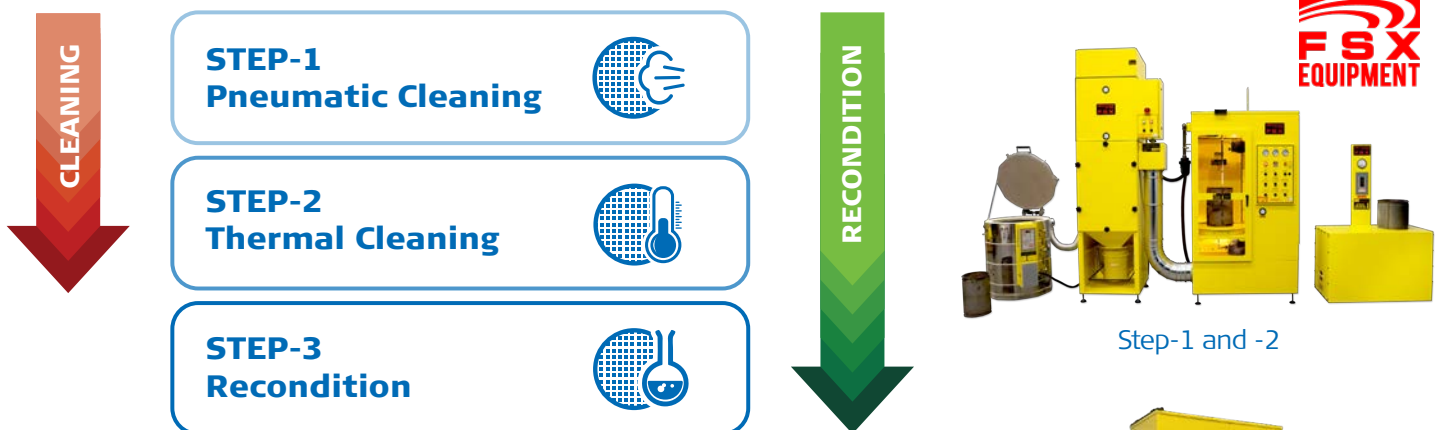 CLEANING
STEP-1
Pneumatic Cleaning
STEP-2
Thermal Cleaning
STEP-3
Recondition
RECONDITION
FSX
EQUIPMENT
Step-1 and -2